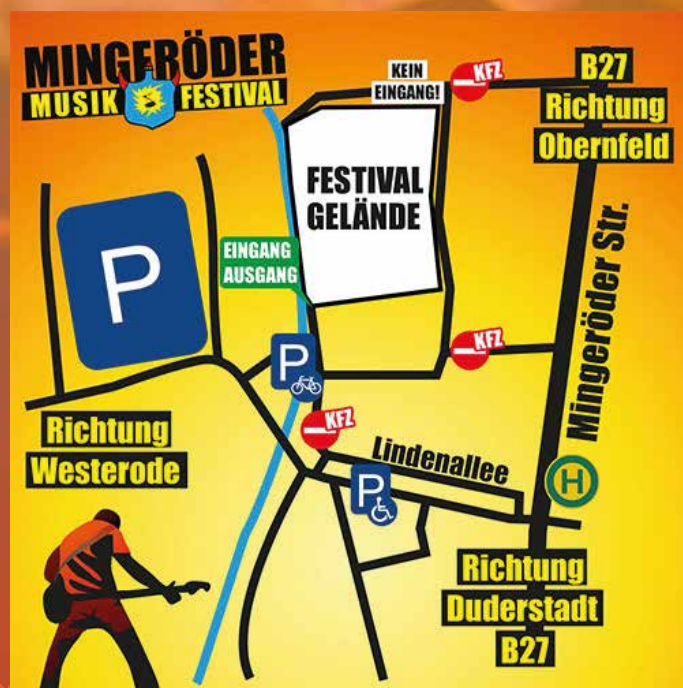 MINGERÖDER
MUSIK FESTIVAL
KEIN
EINGANG!
KFZ
B27
Richtung
Obernfeld
FESTIVAL
GELÄNDE
EINGANG
AUSGANG
P
Mingeröder Str.
KFZ
P
KFZ
Richtung
Westerode
Lindenallee
P
H
Richtung
Duderstadt
B27